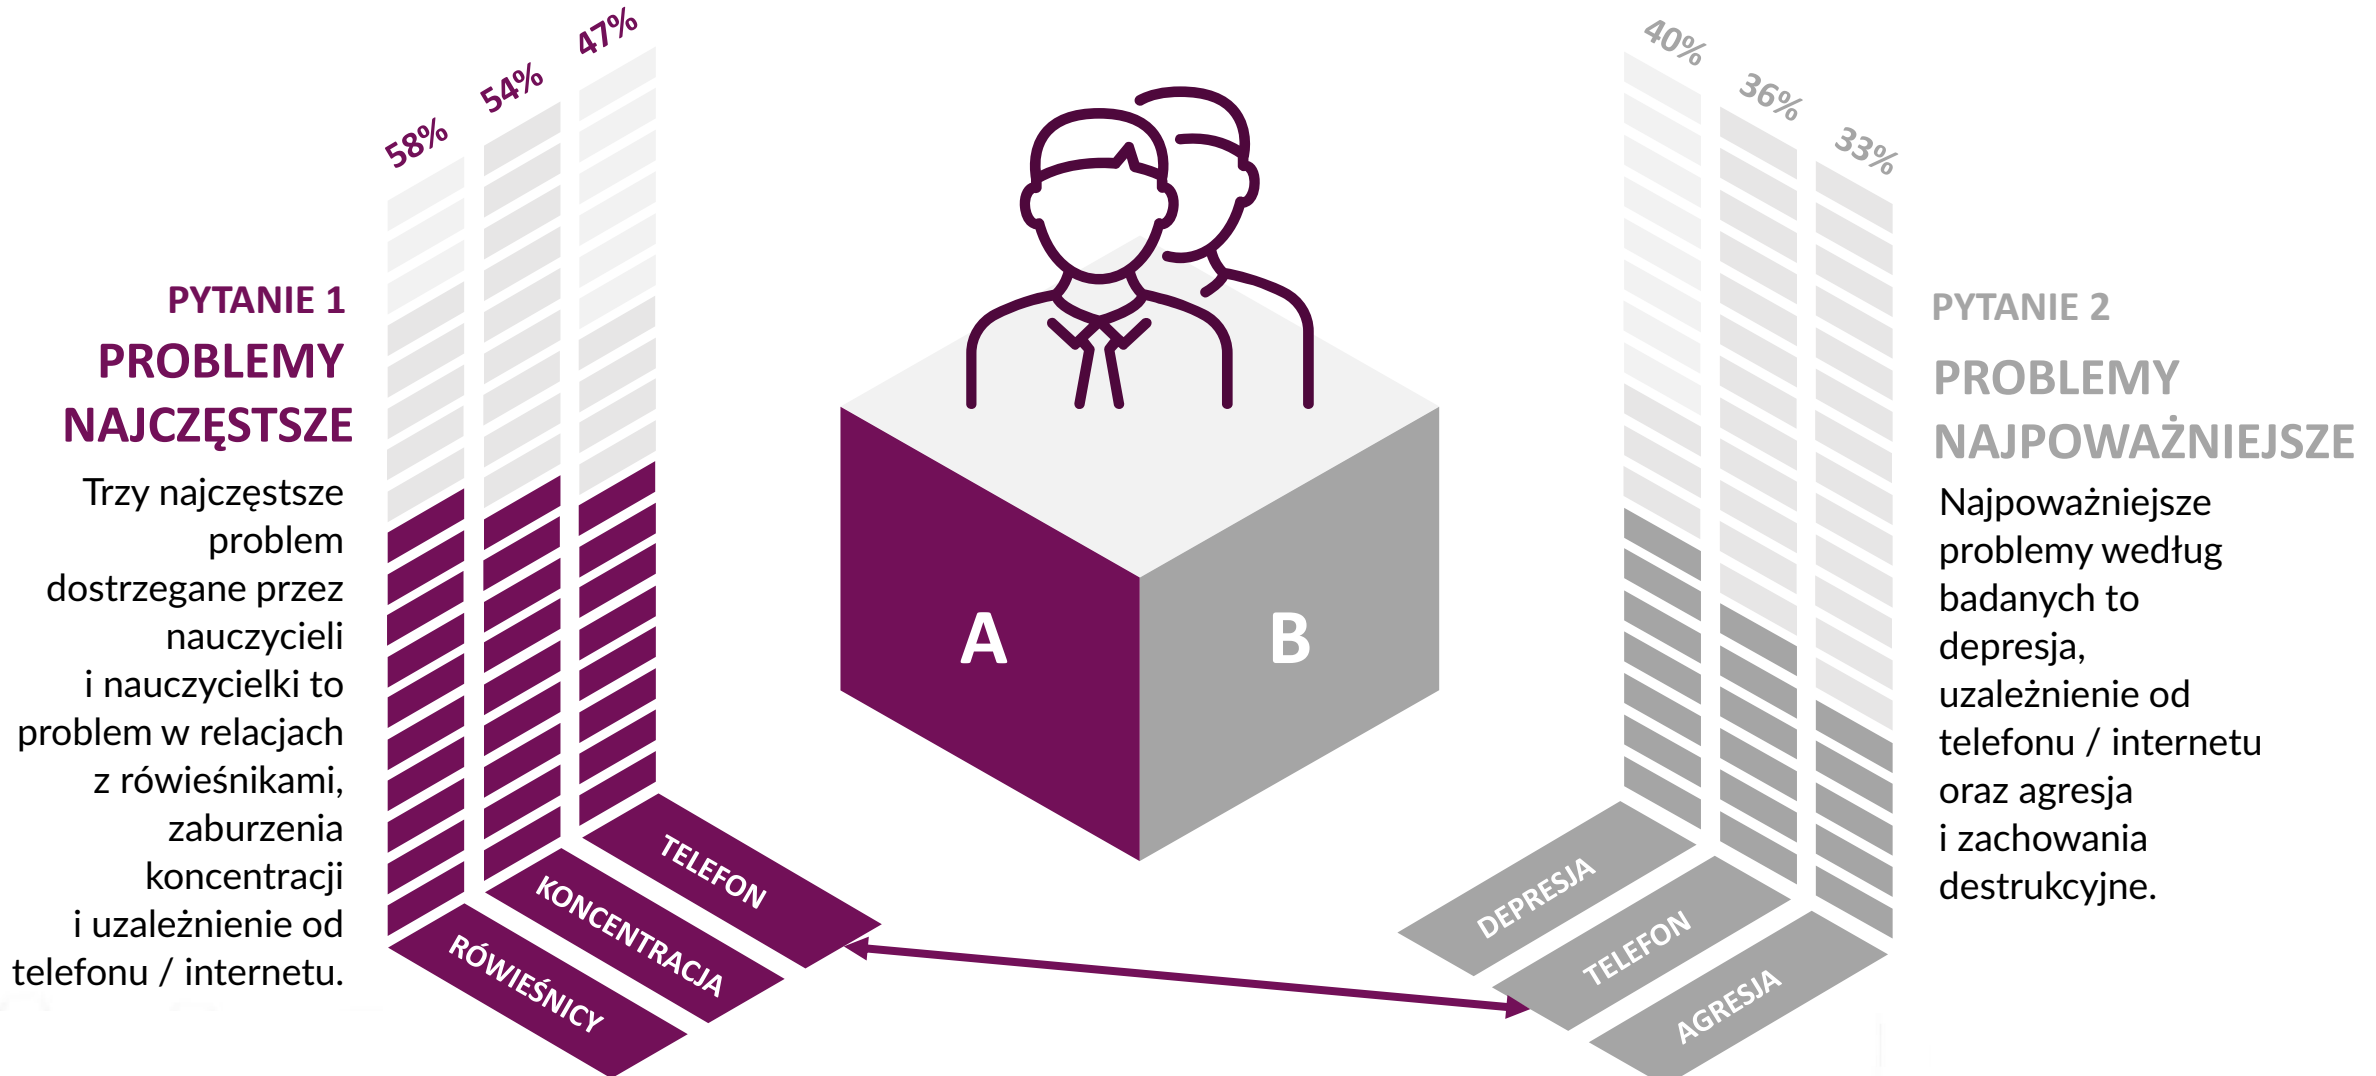 PYTANIE 1
PROBLEMY
NAJCZĘSTSZE
Trzy najczęstsze
problem
dostrzegane przez
nauczycieli
i nauczycielki to
problem w relacjach
z rówieśnikami,
zaburzenia
koncentracji
i uzależnienie od
telefonu / internetu.
58%
54%
47%
RÓWIEŚNICY
KONCENTRACJA
TELEFON
A
B
40%
36%
33%
DEPRESJA
TELEFON
AGRESJA
PYTANIE 2
PROBLEMY
NAJPOWAŻNIEJSZE
Najpoważniejsze
problemy według
badanych to
depresja,
uzależnienie od
telefonu / internetu
oraz agresja
i zachowania
destrukcyjne.